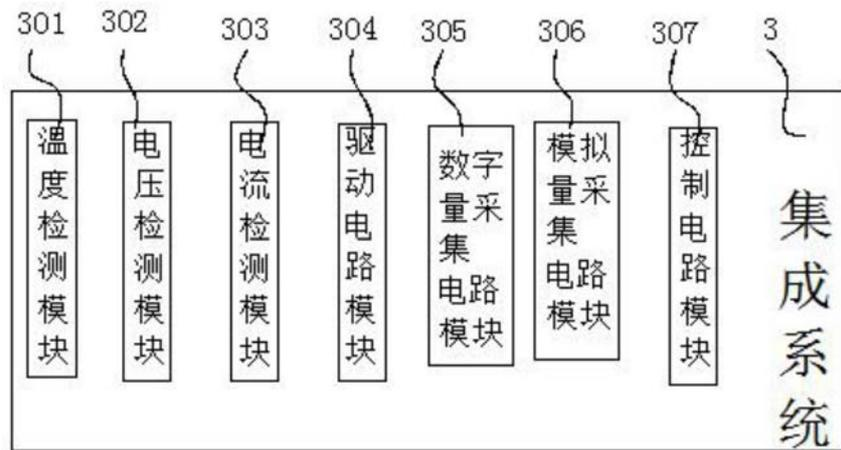 301 302 303 304 305 306 307 3
温度检测模块
电压检测模块
电流检测模块
驱动电路模块
数字
量采
集
电路
模块
模拟
量采
集
电路
模块
控制电路模块
集成系统